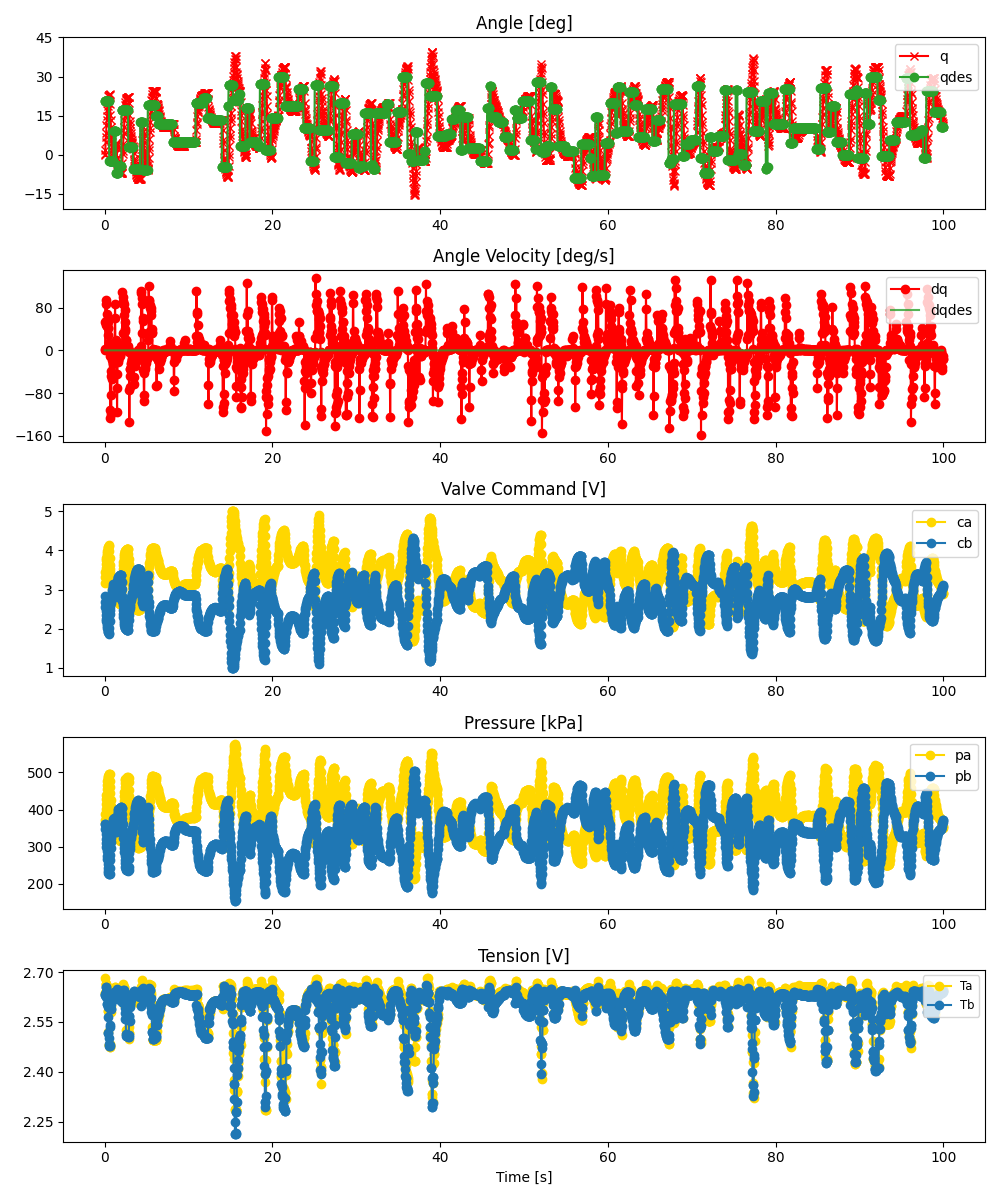 Angle [deg]
45
30
15
0
−15
q
qdes
0 20 40 60 80 100
Angle Velocity [deg/s]
80
0
−80
−160
dq
dqdes
0 20 40 60 80 100
Valve Command [V]
5
4
3
2
1
ca
cb
0 20 40 60 80 100
Pressure [kPa]
500
400
300
200
pa
pb
0 20 40 60 80 100
Tension [V]
2.70
2.55
2.40
2.25
Ta
Tb
0 20 40 60 80 100
Time [s]